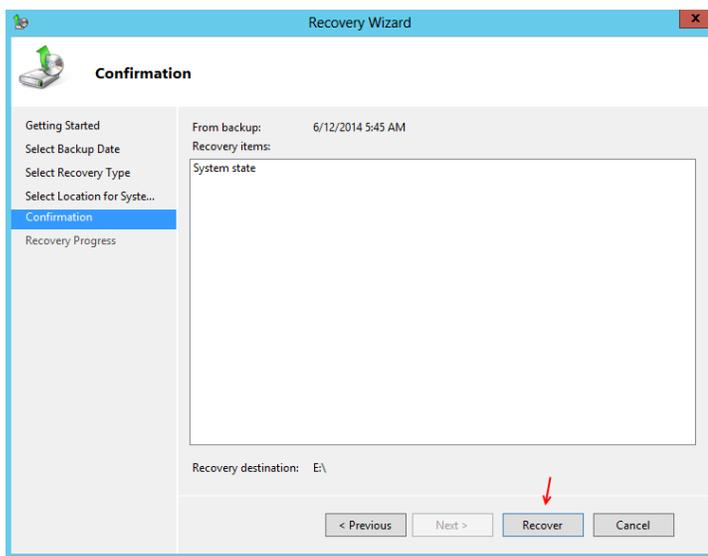 Recovery Wizard
x
Confirmation
Getting Started
Select Backup Date
Select Recovery Type
Select Location for Syste...
Confirmation
Recovery Progress
From backup: 6/12/2014 5:45 AM
Recovery items:
System state
Recovery destination: E:\
< Previous Next > Recover Cancel